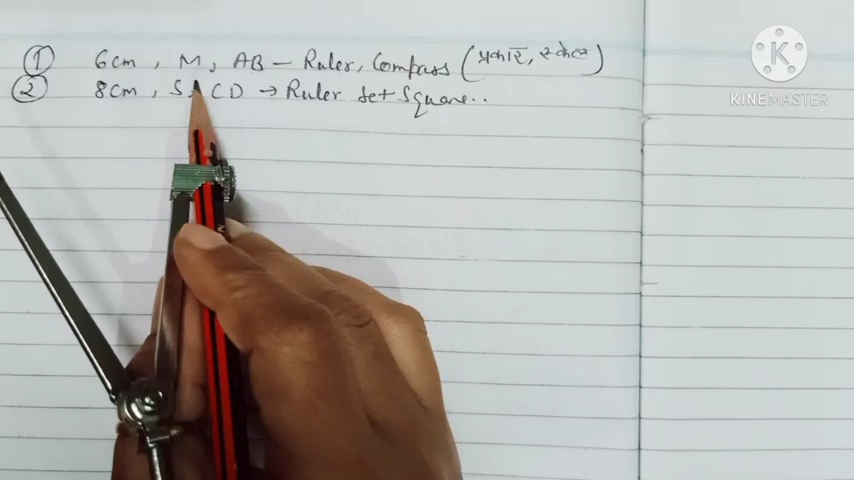 ① 6cm, M, AB - Ruler, Compass (प्रकार, स्केल)
② 8cm, S, CD → Ruler Set Square..
KINEMASTER